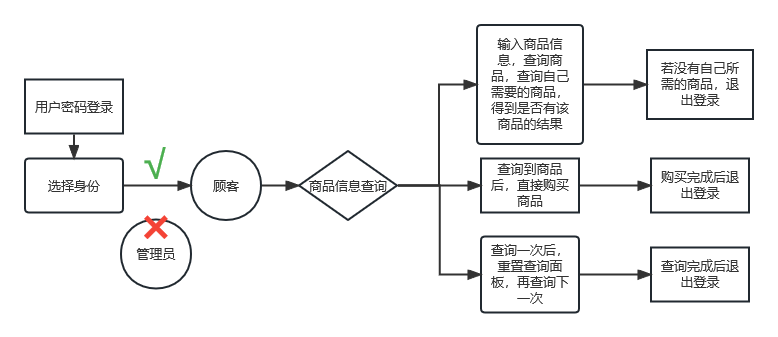 用户密码登录
选择身份
√
顾客
管理员
商品信息查询
输入商品信
息，查询商
品，查询自己
需要的商品，
得到是否有该
商品的结果
若没有自己所
需的商品，退
出登录
查询到商品
后，直接购买
商品
购买完成后退
出登录
查询一次后，
重置查询面
板，再查询下
一次
查询完成后退
出登录